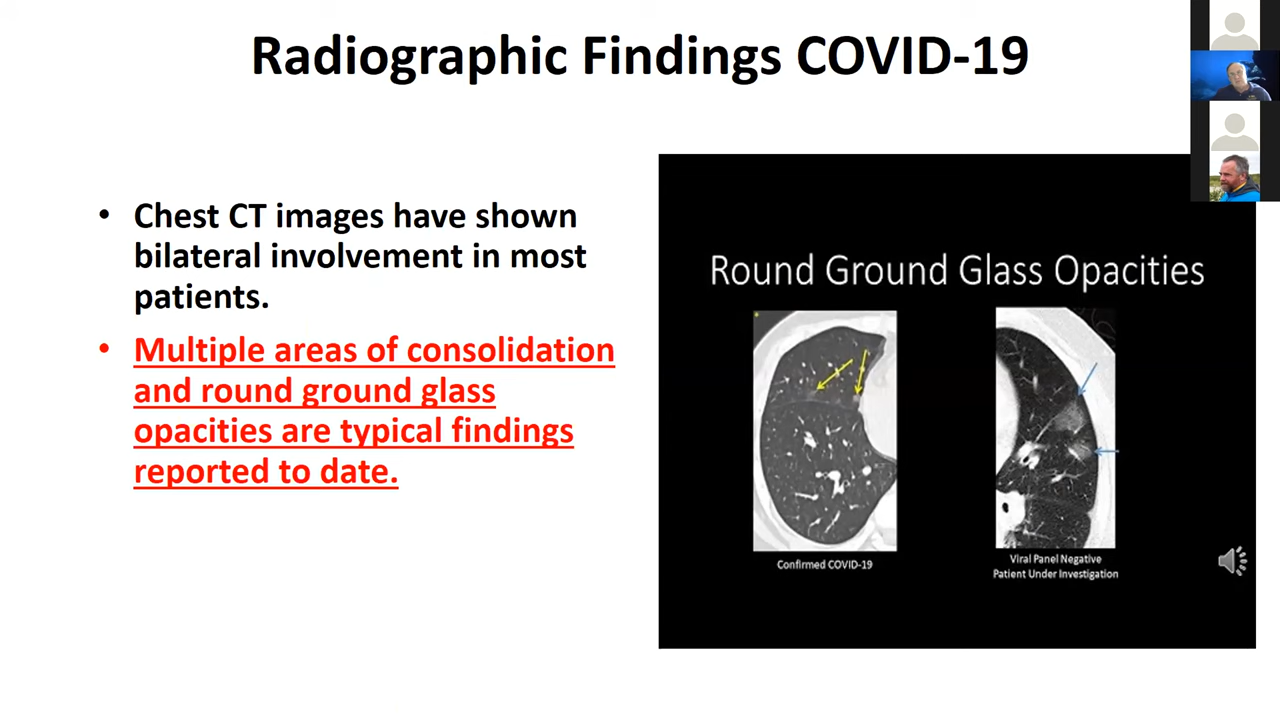 Radiographic Findings COVID-19
• Chest CT images have shown
bilateral involvement in most
patients.
• Multiple areas of consolidation
and round ground glass
opacities are typical findings
reported to date.
Round Ground Glass Opacities
Confirmed COVID-19
Viral Panel Negative
Patient Under Investigation